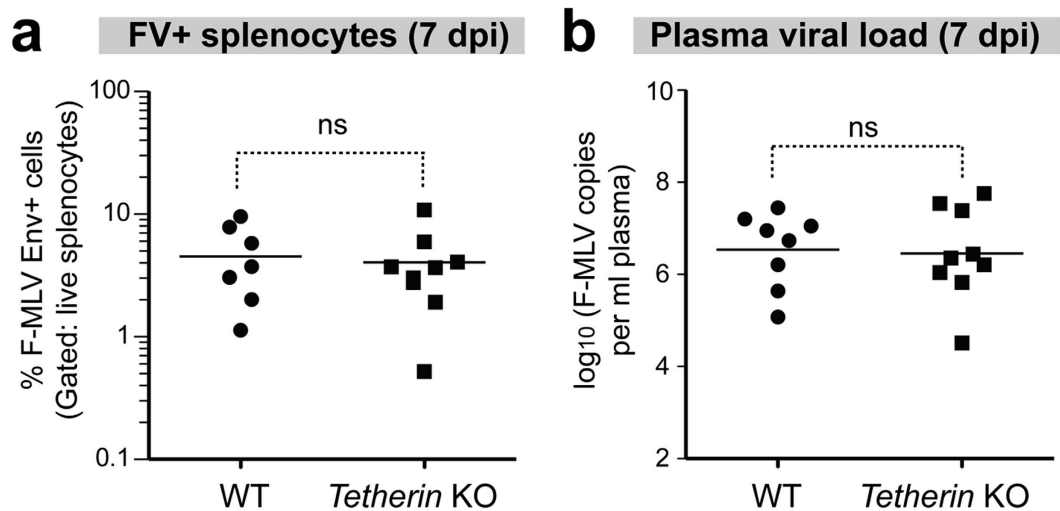 a
FV+ splenocytes (7 dpi)
% F-MLV Env+ cells
(Gated: live splenocytes)
100
10
1
0.1
ns
WT
Tetherin KO
b
Plasma viral load (7 dpi)
log10 (F-MLV copies
per ml plasma)
10
8
6
4
2
ns
WT
Tetherin KO